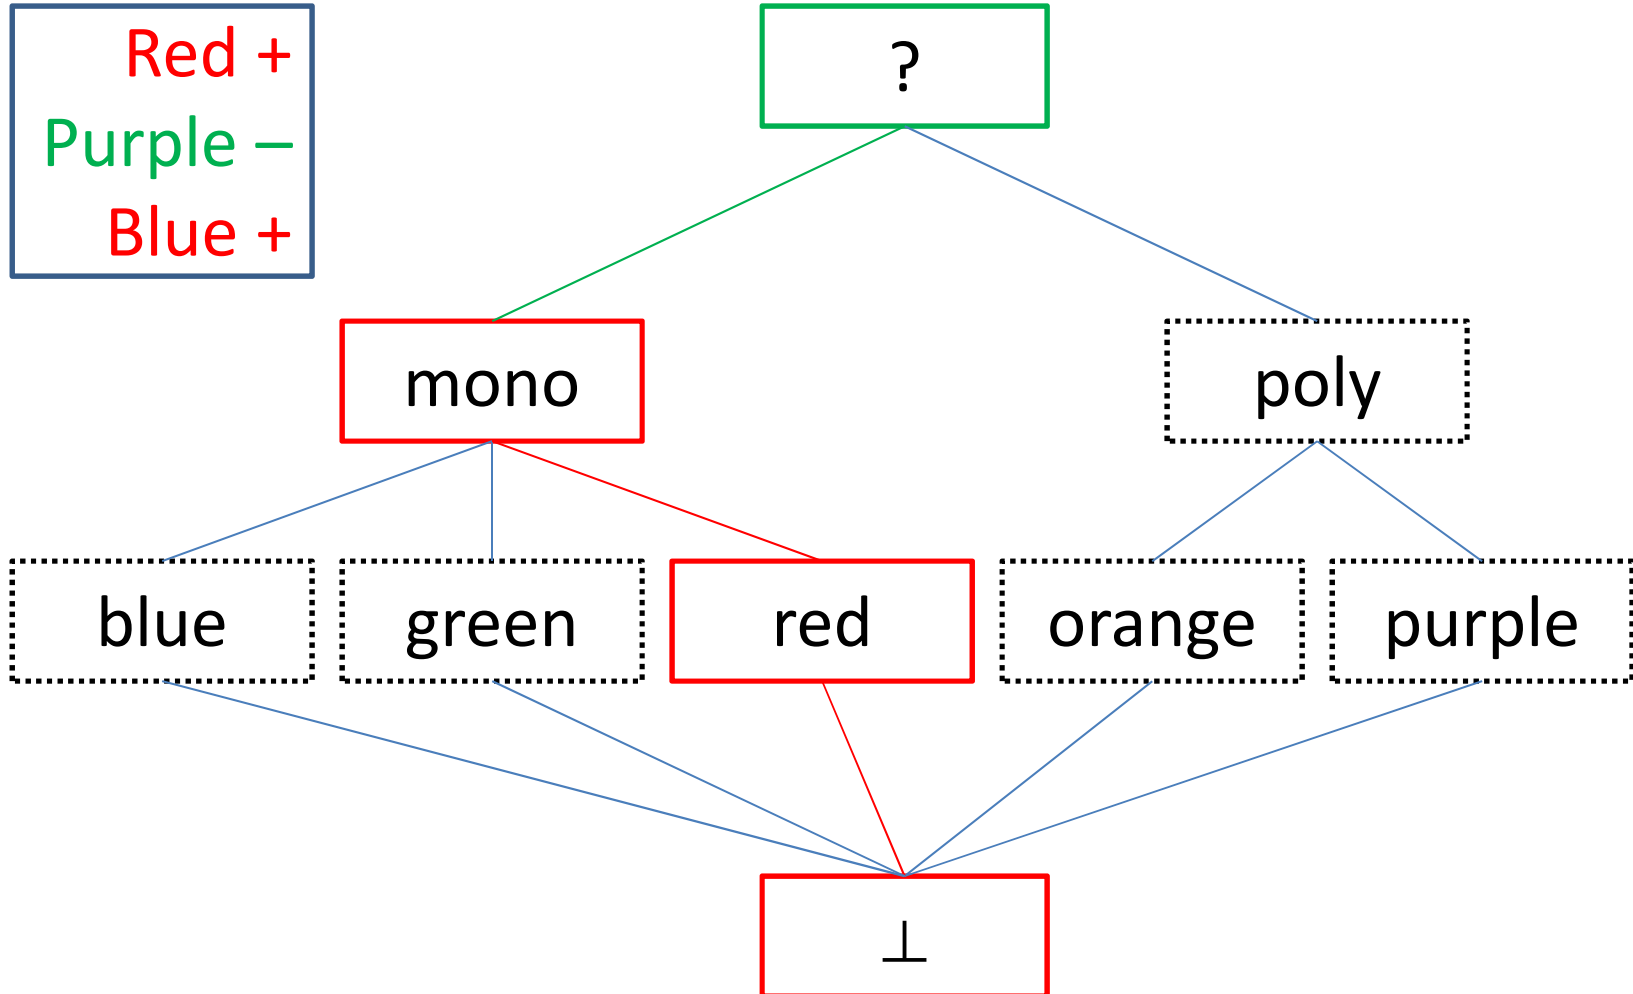 Red +
Purple –
Blue +
?
mono
poly
blue
green
red
orange
purple
⊥